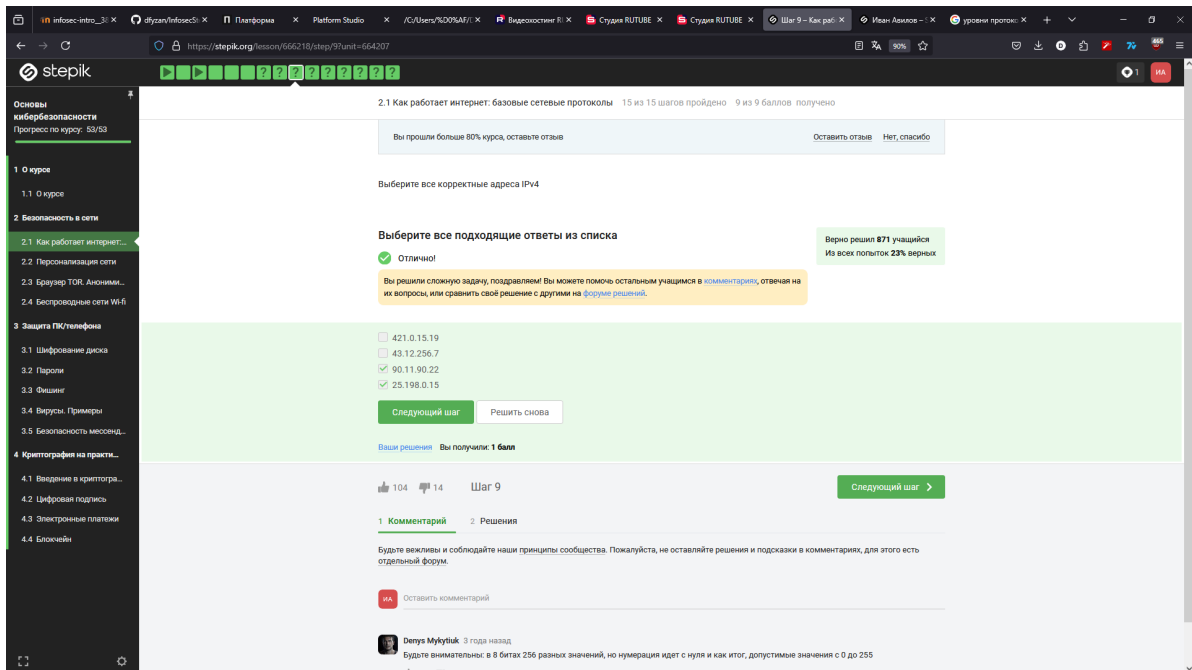 in infosec-intro__3
dfyzan/InfosecSt
Платформа
Platform Studio
/C:/Users/%D0%AF/
Видеохостинг R
Студия RUTUBE
Студия RUTUBE
Шаг 9 – Как раб
Иван Авилов – S
уровни проток
https://stepik.org/lesson/666218/step/9?unit=664207
90%
465
stepik
1
ИА
Основы
кибербезопасности
Прогресс по курсу: 53/53
1 О курсе
1.1 О курсе
2 Безопасность в сети
2.1 Как работает интернет:...
2.2 Персонализация сети
2.3 Браузер TOR. Аноними...
2.4 Беспроводные сети Wi-fi
3 Защита ПК/телефона
3.1 Шифрование диска
3.2 Пароли
3.3 Фишинг
3.4 Вирусы. Примеры
3.5 Безопасность мессенд...
4 Криптография на практи...
4.1 Введение в криптогра...
4.2 Цифровая подпись
4.3 Электронные платежи
4.4 Блокчейн
2.1 Как работает интернет: базовые сетевые протоколы 15 из 15 шагов пройдено 9 из 9 баллов получено
Вы прошли больше 80% курса, оставьте отзыв Оставить отзыв Нет, спасибо
Выберите все корректные адреса IPv4
Выберите все подходящие ответы из списка
Отлично!
Верно решил 871 учащийся
Из всех попыток 23% верных
Вы решили сложную задачу, поздравляем! Вы можете помочь остальным учащимся в комментариях, отвечая на
их вопросы, или сравнить своё решение с другими на форуме решений.
421.0.15.19
43.12.256.7
90.11.90.22
25.198.0.15
Следующий шаг Решить снова
Ваши решения Вы получили: 1 балл
104 14 Шаг 9 Следующий шаг
1 Комментарий 2 Решения
Будьте вежливы и соблюдайте наши принципы сообщества. Пожалуйста, не оставляйте решения и подсказки в комментариях, для этого есть
отдельный форум.
ИА Оставить комментарий
Denys Mykytiuk 3 года назад
Будьте внимательны: в 8 битах 256 разных значений, но нумерация идет с нуля и как итог, допустимые значения с 0 до 255